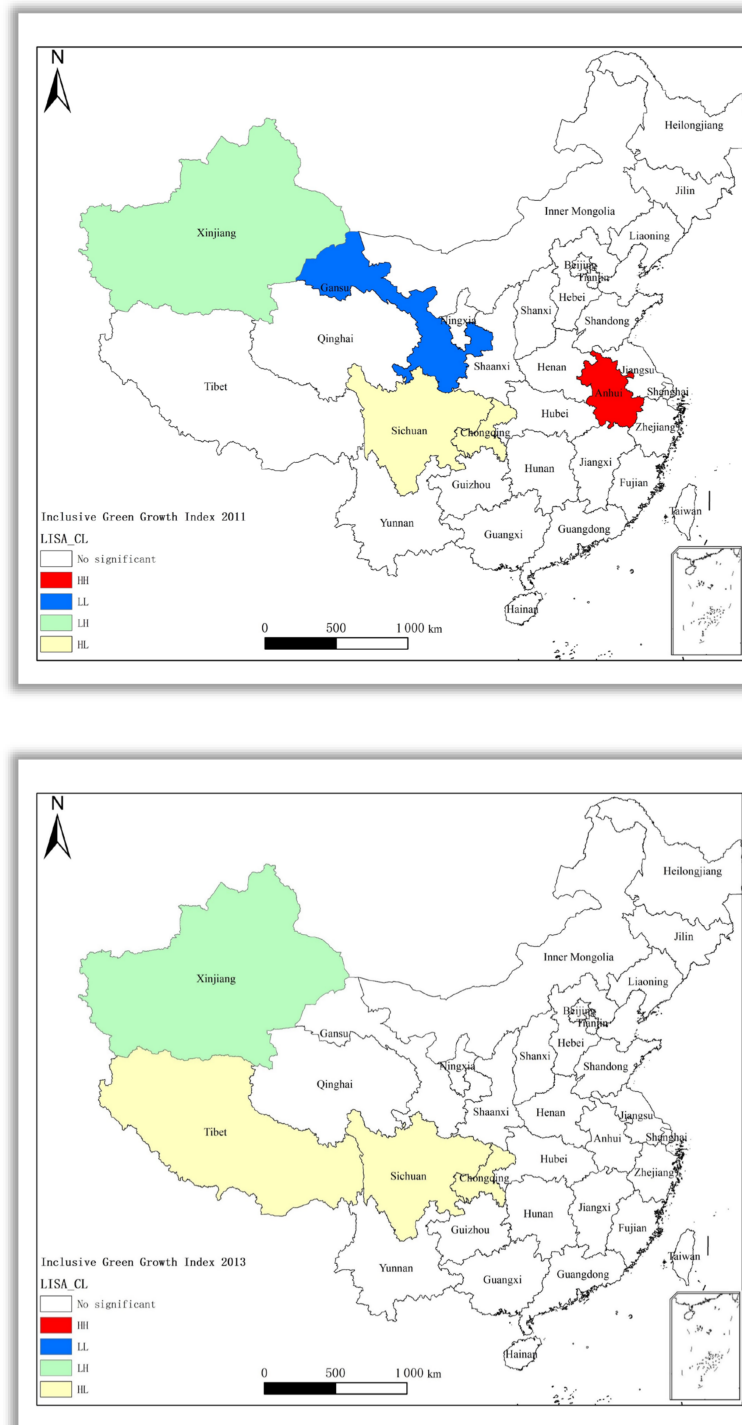 N
Heilongjiang
Jilin
Inner Mongolia
Liaoning
Xinjiang
Beijing
Tianjin
Gansu
Hebei
Shanxi
Ningxia
Shandong
Qinghai
Shaanxi
Henan
Jiangsu
Tibet
Anhui
Shanghai
Hubei
Sichuan
Chongqing
Zhejiang
Hunan
Jiangxi
Guizhou
Fujian
Inclusive Green Growth Index 2011
Yunnan
Taiwan
Guangxi
Guangdong
LISA_CL
No significant
HH
LL
LH
HL
0 500 1 000 km
Hainan
N
Heilongjiang
Jilin
Inner Mongolia
Liaoning
Xinjiang
Beijing
Tianjin
Gansu
Hebei
Shanxi
Ningxia
Shandong
Qinghai
Shaanxi
Henan
Jiangsu
Tibet
Anhui
Shanghai
Hubei
Sichuan
Chongqing
Zhejiang
Hunan
Jiangxi
Guizhou
Fujian
Inclusive Green Growth Index 2013
Yunnan
Taiwan
Guangxi
Guangdong
LISA_CL
No significant
HH
LL
LH
HL
0 500 1 000 km
Hainan